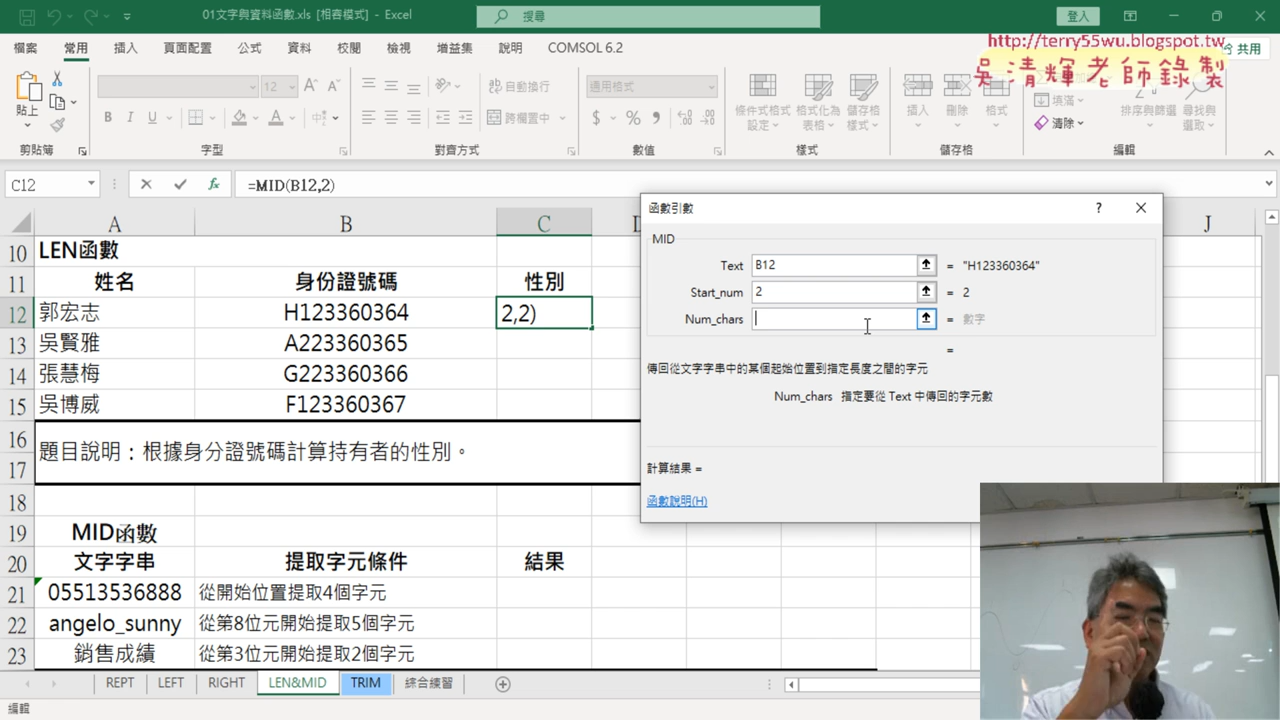 01文字與資料函數.xls [相容模式] - Excel
搜尋
登入
http://terry55wu.blogspot.tw
吳清輝老師錄製
檔案 常用 插入 頁面配置 公式 資料 校閱 檢視 增益集 說明 COMSOL 6.2
共用
貼上
12
自動換行
跨欄置中
通用格式
條件式格式設定
格式化為表格
儲存格樣式
插入 刪除 格式
填滿
清除
排序與篩選
尋找與選取
剪貼簿 字型 對齊方式 數值 樣式 儲存格 編輯
C12
=MID(B12,2)
A B C D J
10 LEN函數
11 姓名 身份證號碼 性別
12 郭宏志 H123360364 2,2)
13 吳賢雅 A223360365
14 張慧梅 G223360366
15 吳博威 F123360367
16
題目說明：根據身分證號碼計算持有者的性別。
17
18
19 MID函數
20 文字字串 提取字元條件 結果
21 05513536888 從開始位置提取4個字元
22 angelo_sunny 從第8位元開始提取5個字元
23 銷售成績 從第3位元開始提取2個字元
函數引數
?
MID
Text B12 = "H123360364"
Start_num 2 = 2
Num_chars = 數字
=
傳回從文字字串中的某個起始位置到指定長度之間的字元
Num_chars 指定要從 Text 中傳回的字元數
計算結果 =
函數說明(H)
REPT LEFT RIGHT LEN&MID TRIM 綜合練習
編輯